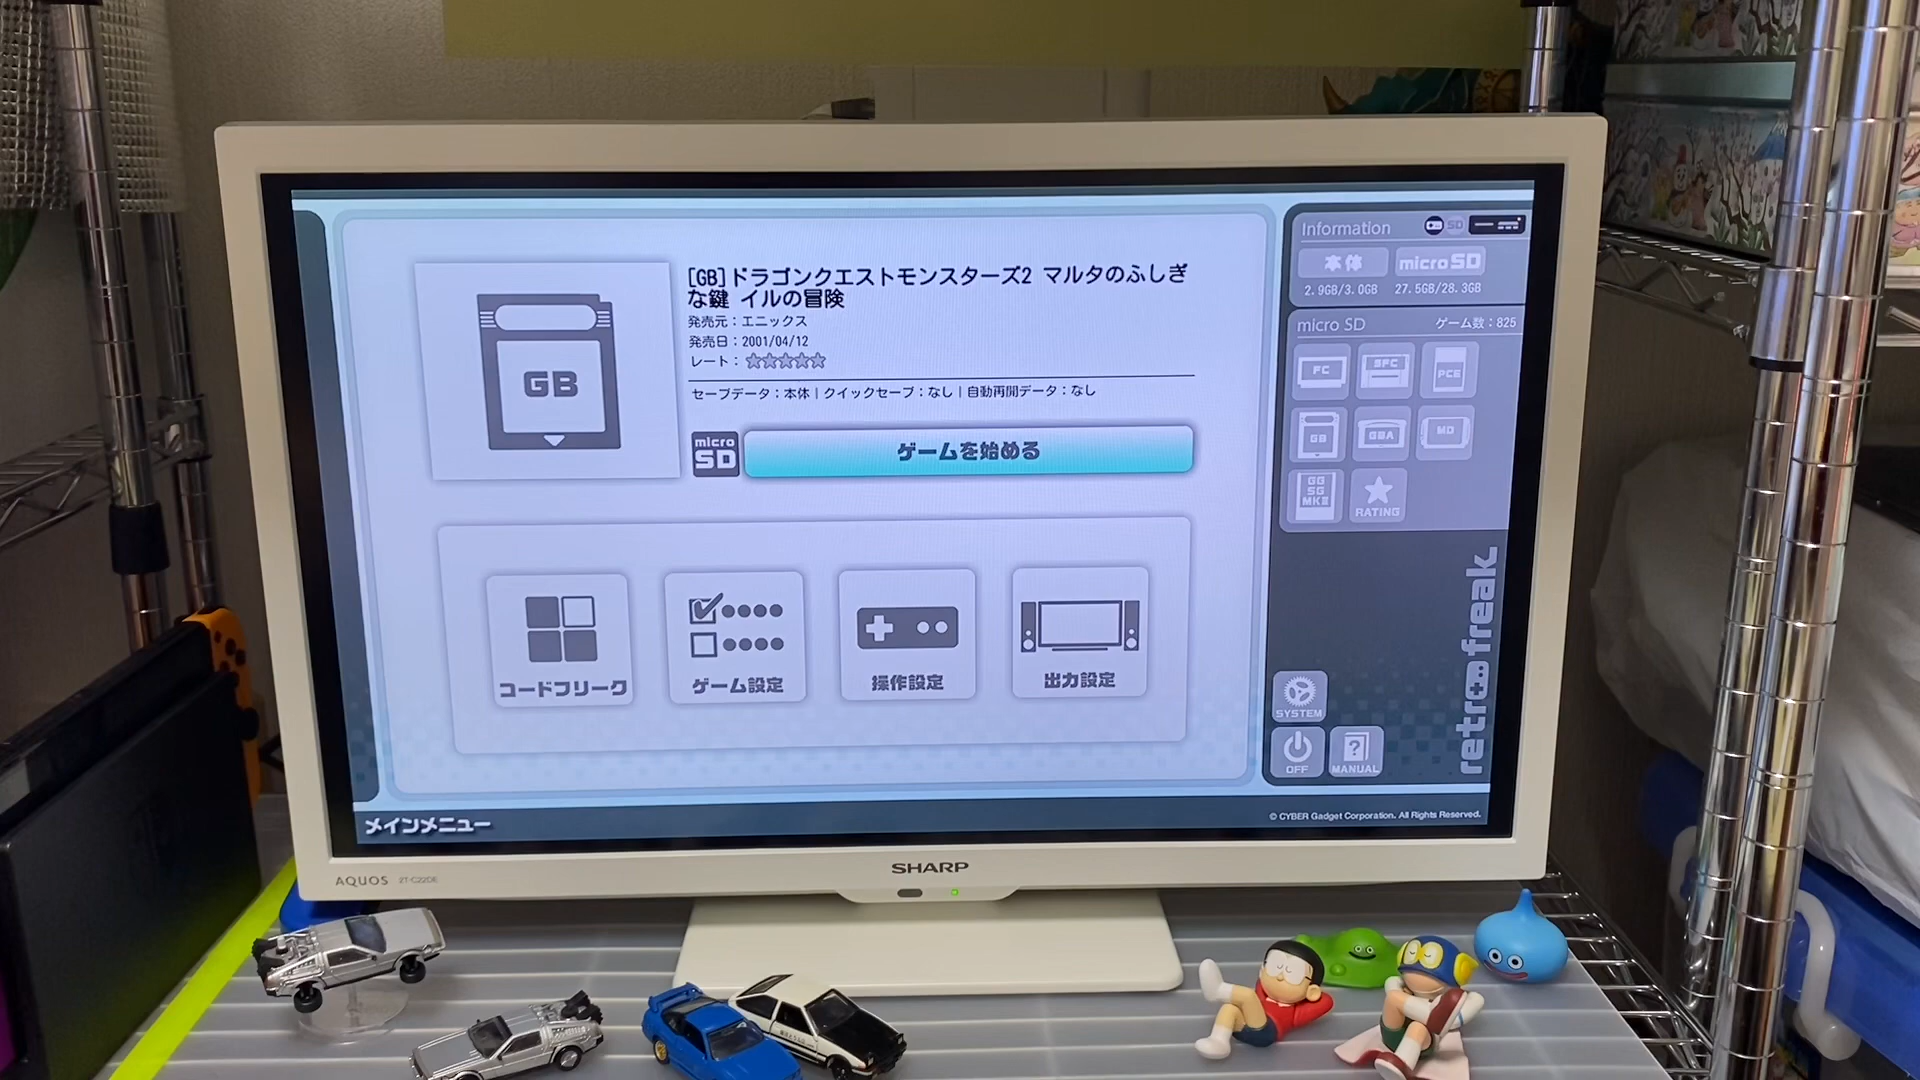 [GB]ドラゴンクエストモンスターズ2 マルタのふしぎ
な鍵 イルの冒険
発売元：エニックス
発売日：2001/04/12
レート：☆☆☆☆☆
セーブデータ：本体｜クイックセーブ：なし｜自動再開データ：なし
micro
SD
ゲームを始める
GB
コードフリーク
ゲーム設定
操作設定
出力設定
Information
SD
本体
microSD
2.9GB/3.0GB
27.5GB/28.3GB
micro SD
ゲーム数：825
FC
SFC
PCE
GB
GBA
MD
GG
SG
MKIII
RATING
retrofreak
SYSTEM
OFF
MANUAL
メインメニュー
© CYBER Gadget Corporation. All Rights Reserved.
SHARP
AQUOS 2T-C22DE